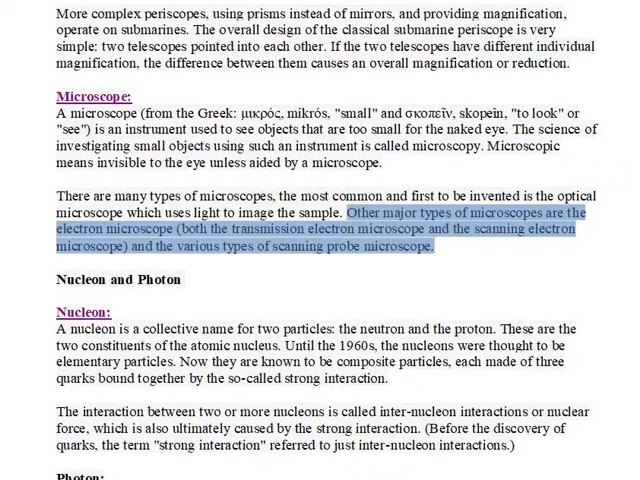 More complex periscopes, using prisms instead of mirrors, and providing magnification,
operate on submarines. The overall design of the classical submarine periscope is very
simple: two telescopes pointed into each other. If the two telescopes have different individual
magnification, the difference between them causes an overall magnification or reduction.
Microscope:
A microscope (from the Greek: μικρός, mikrós, "small" and σκοπεῖν, skopeîn, "to look" or
"see") is an instrument used to see objects that are too small for the naked eye. The science of
investigating small objects using such an instrument is called microscopy. Microscopic
means invisible to the eye unless aided by a microscope.
There are many types of microscopes, the most common and first to be invented is the optical
microscope which uses light to image the sample. Other major types of microscopes are the
electron microscope (both the transmission electron microscope and the scanning electron
microscope) and the various types of scanning probe microscope.
Nucleon and Photon
Nucleon:
A nucleon is a collective name for two particles: the neutron and the proton. These are the
two constituents of the atomic nucleus. Until the 1960s, the nucleons were thought to be
elementary particles. Now they are known to be composite particles, each made of three
quarks bound together by the so-called strong interaction.
The interaction between two or more nucleons is called inter-nucleon interactions or nuclear
force, which is also ultimately caused by the strong interaction. (Before the discovery of
quarks, the term "strong interaction" referred to just inter-nucleon interactions.)
Photon: